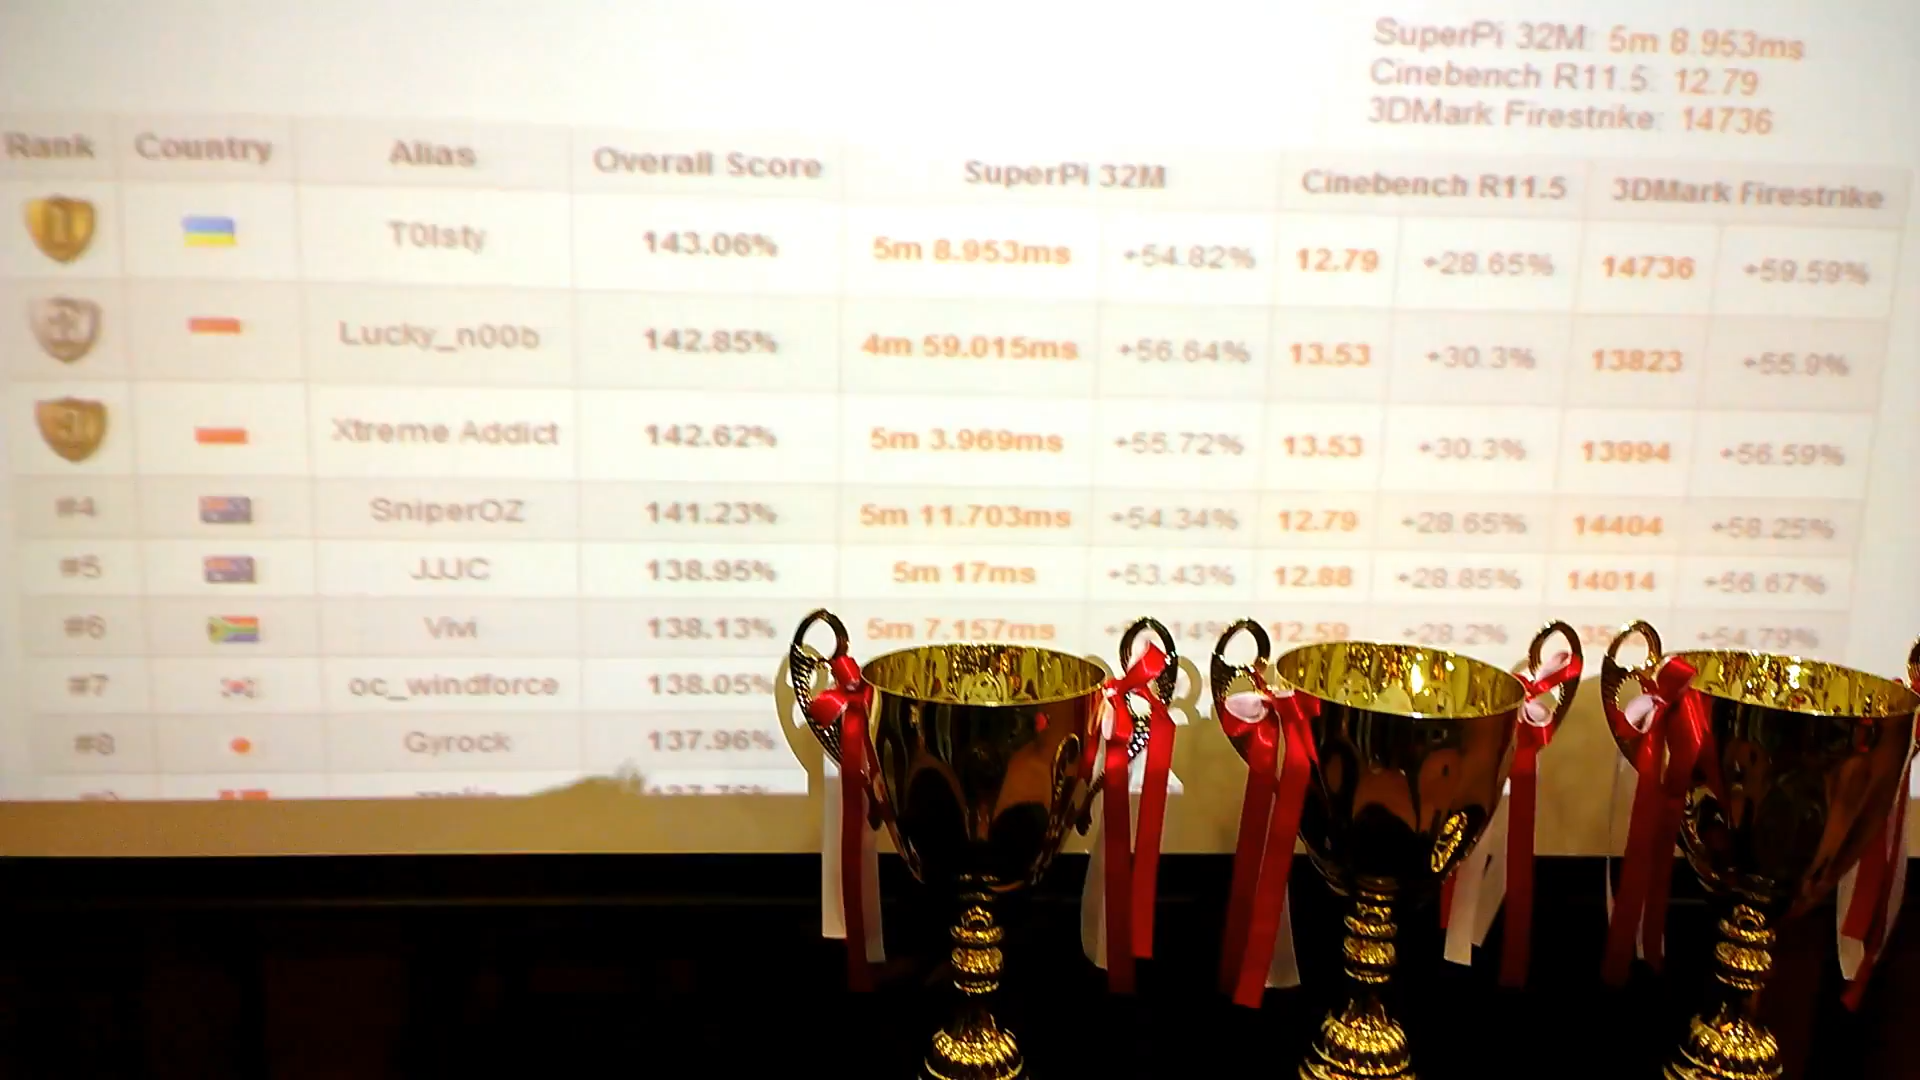 SuperPi 32M: 5m 8.953ms
Cinebench R11.5: 12.79
3DMark Firestrike: 14736
Rank Country Alias Overall Score SuperPi 32M Cinebench R11.5 3DMark Firestrike
1 T0lsty 143.06% 5m 8.953ms +54.82% 12.79 +28.65% 14736 +59.59%
2 Lucky_n00b 142.85% 4m 59.015ms +56.64% 13.53 +30.3% 13823 +55.9%
3 Xtreme Addict 142.62% 5m 3.969ms +55.72% 13.53 +30.3% 13994 +56.59%
#4 SniperOZ 141.23% 5m 11.703ms +54.34% 12.79 +28.65% 14404 +58.25%
#5 JJJC 138.95% 5m 17ms +53.43% 12.88 +28.85% 14014 +56.67%
#6 Vivi 138.13% 5m 7.157ms 12.59 +28.2% +54.79%
#7 oc_windforce 138.05%
#8 Gyrock 137.96%